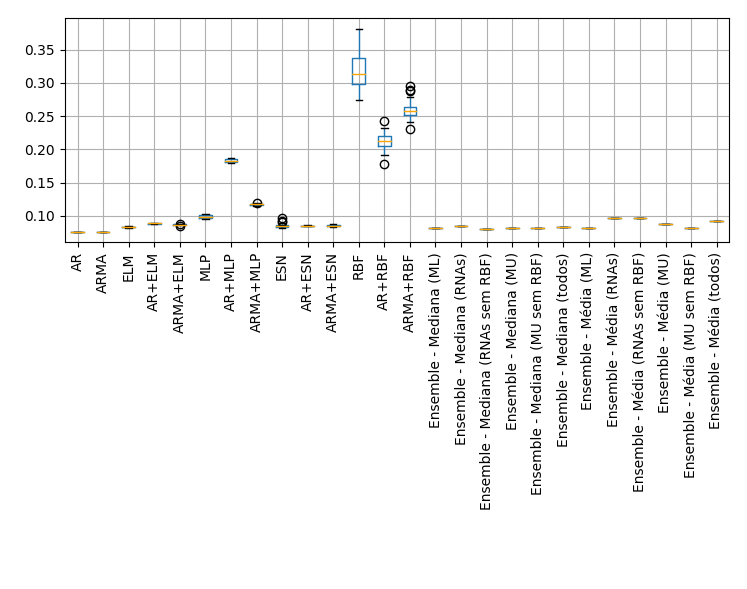 0.35
0.30
0.25
0.20
0.15
0.10
AR
ARMA
ELM
AR+ELM
ARMA+ELM
MLP
AR+MLP
ARMA+MLP
ESN
AR+ESN
ARMA+ESN
RBF
AR+RBF
ARMA+RBF
Ensemble - Mediana (ML)
Ensemble - Mediana (RNAs)
Ensemble - Mediana (RNAs sem RBF)
Ensemble - Mediana (MU)
Ensemble - Mediana (MU sem RBF)
Ensemble - Mediana (todos)
Ensemble - Média (ML)
Ensemble - Média (RNAs)
Ensemble - Média (RNAs sem RBF)
Ensemble - Média (MU)
Ensemble - Média (MU sem RBF)
Ensemble - Média (todos)